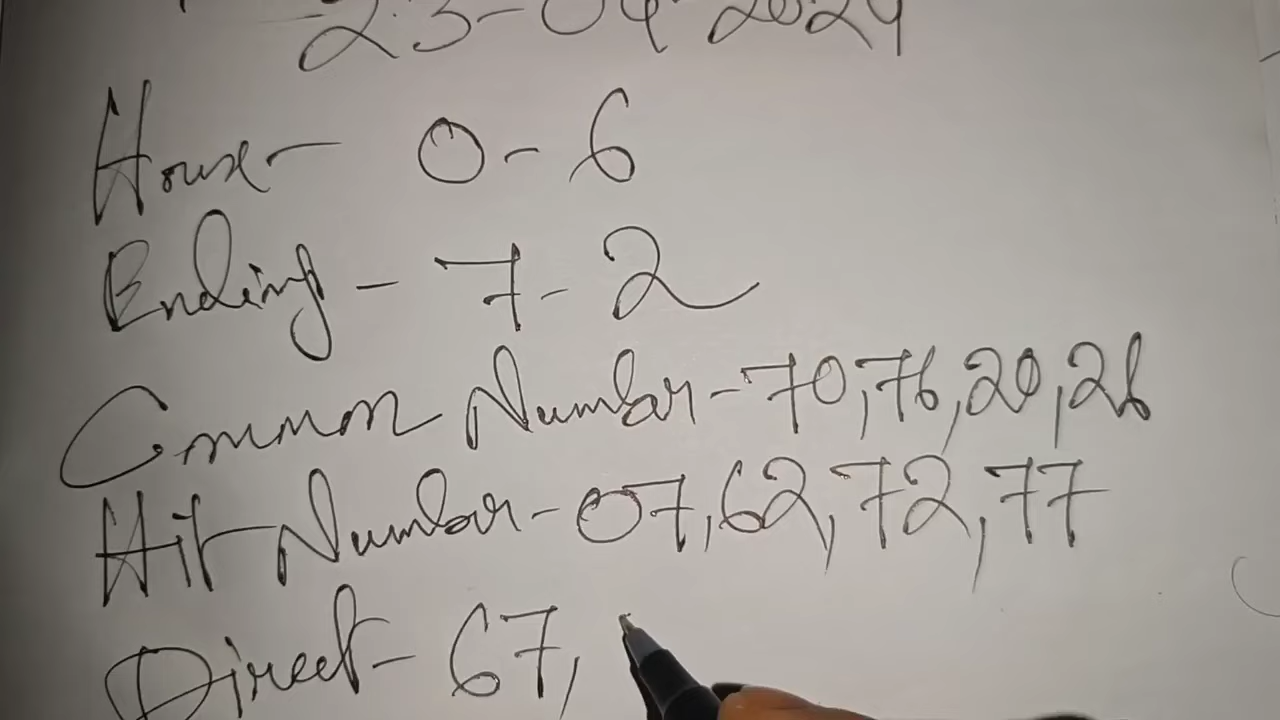 23-04-2024
House- 0-6
Ending - 7-2
Common Number-70,76,20,26
Hit Number-07,62,72,77
Direct- 67,